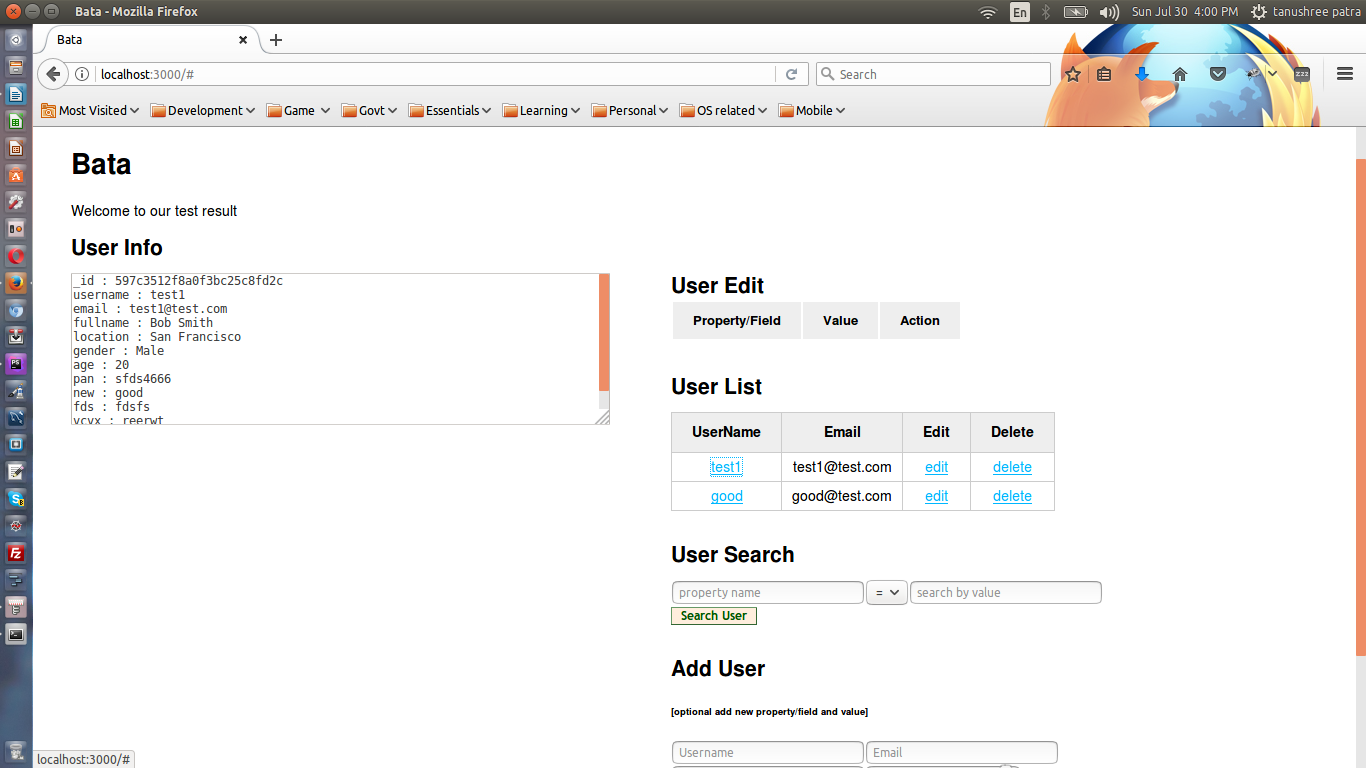 Bata - Mozilla Firefox
En
Sun Jul 30 4:00 PM
tanushree patra
Bata
localhost:3000/#
Search
Most Visited
Development
Game
Govt
Essentials
Learning
Personal
OS related
Mobile
Bata
Welcome to our test result
User Info
_id : 597c3512f8a0f3bc25c8fd2c
username : test1
email : test1@test.com
fullname : Bob Smith
location : San Francisco
gender : Male
age : 20
pan : sfds4666
new : good
fds : fdsfs
vcvx : reerwt
User Edit
Property/Field Value Action
User List
UserName Email Edit Delete
test1 test1@test.com edit delete
good good@test.com edit delete
User Search
property name = search by value
Search User
Add User
[optional add new property/field and value]
Username Email
localhost:3000/#